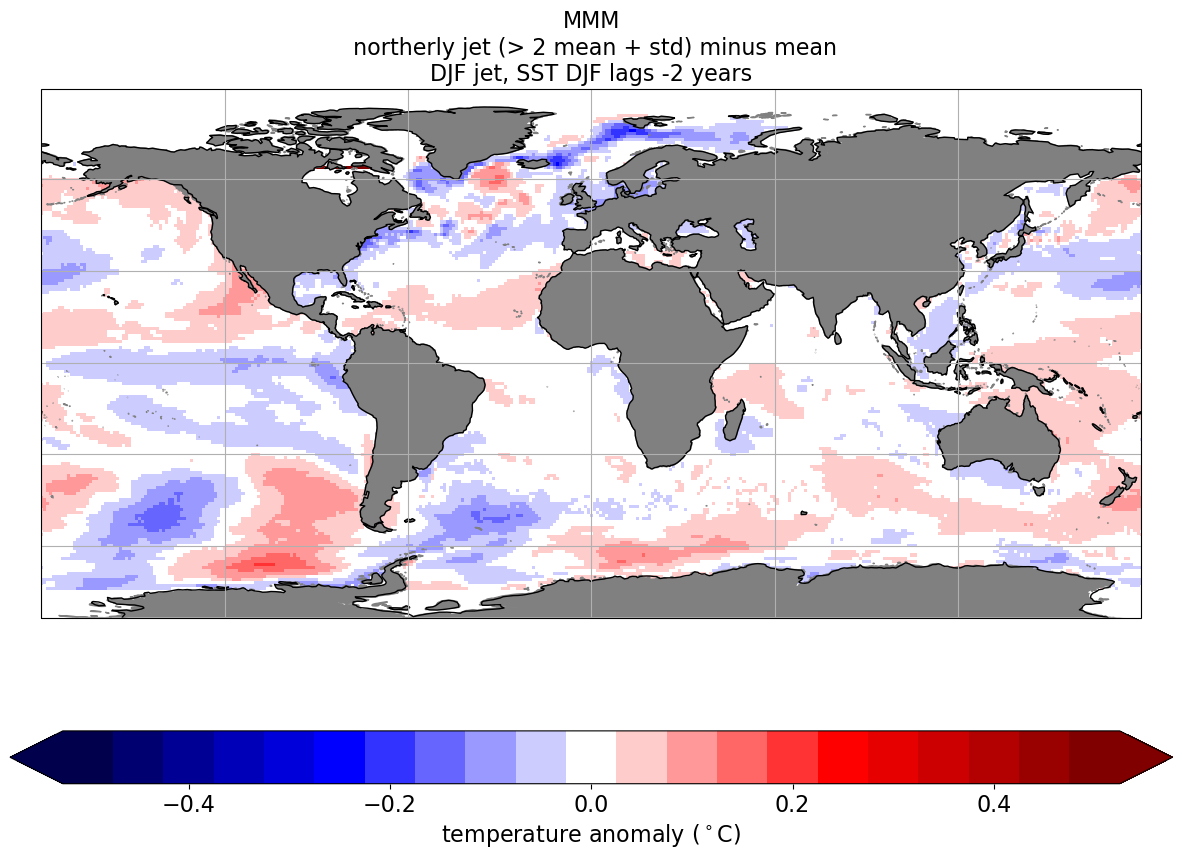 MMM
northerly jet (> 2 mean + std) minus mean
DJF jet, SST DJF lags -2 years
−0.4 −0.2 0.0 0.2 0.4
temperature anomaly (°C)